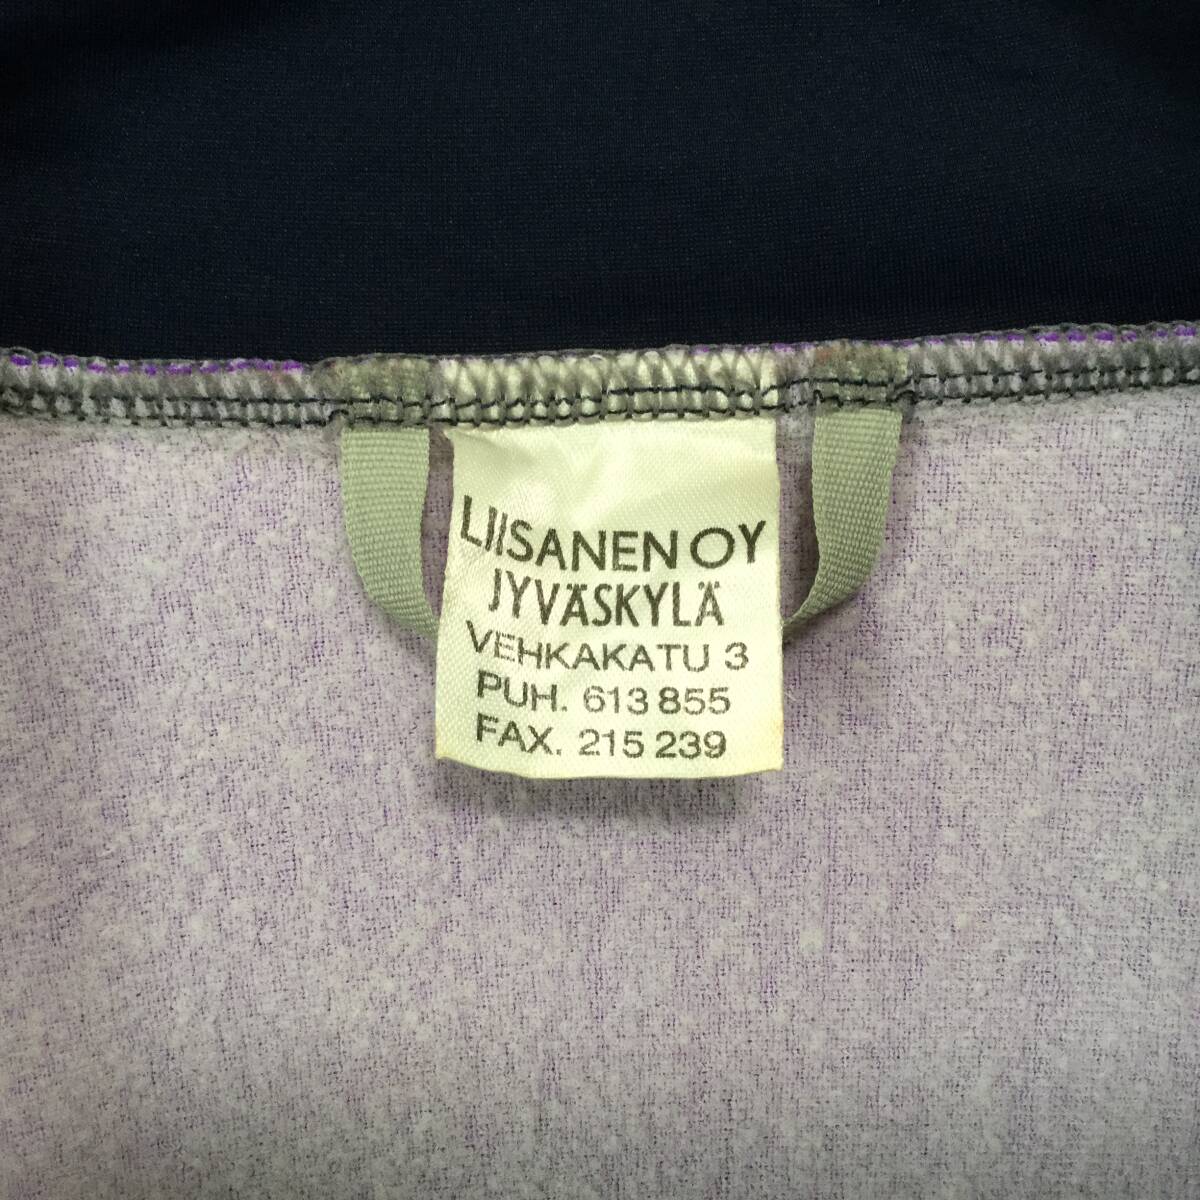 LIISANEN OY
JYVÄSKYLÄ
VEHKAKATU 3
PUH. 613 855
FAX. 215 239